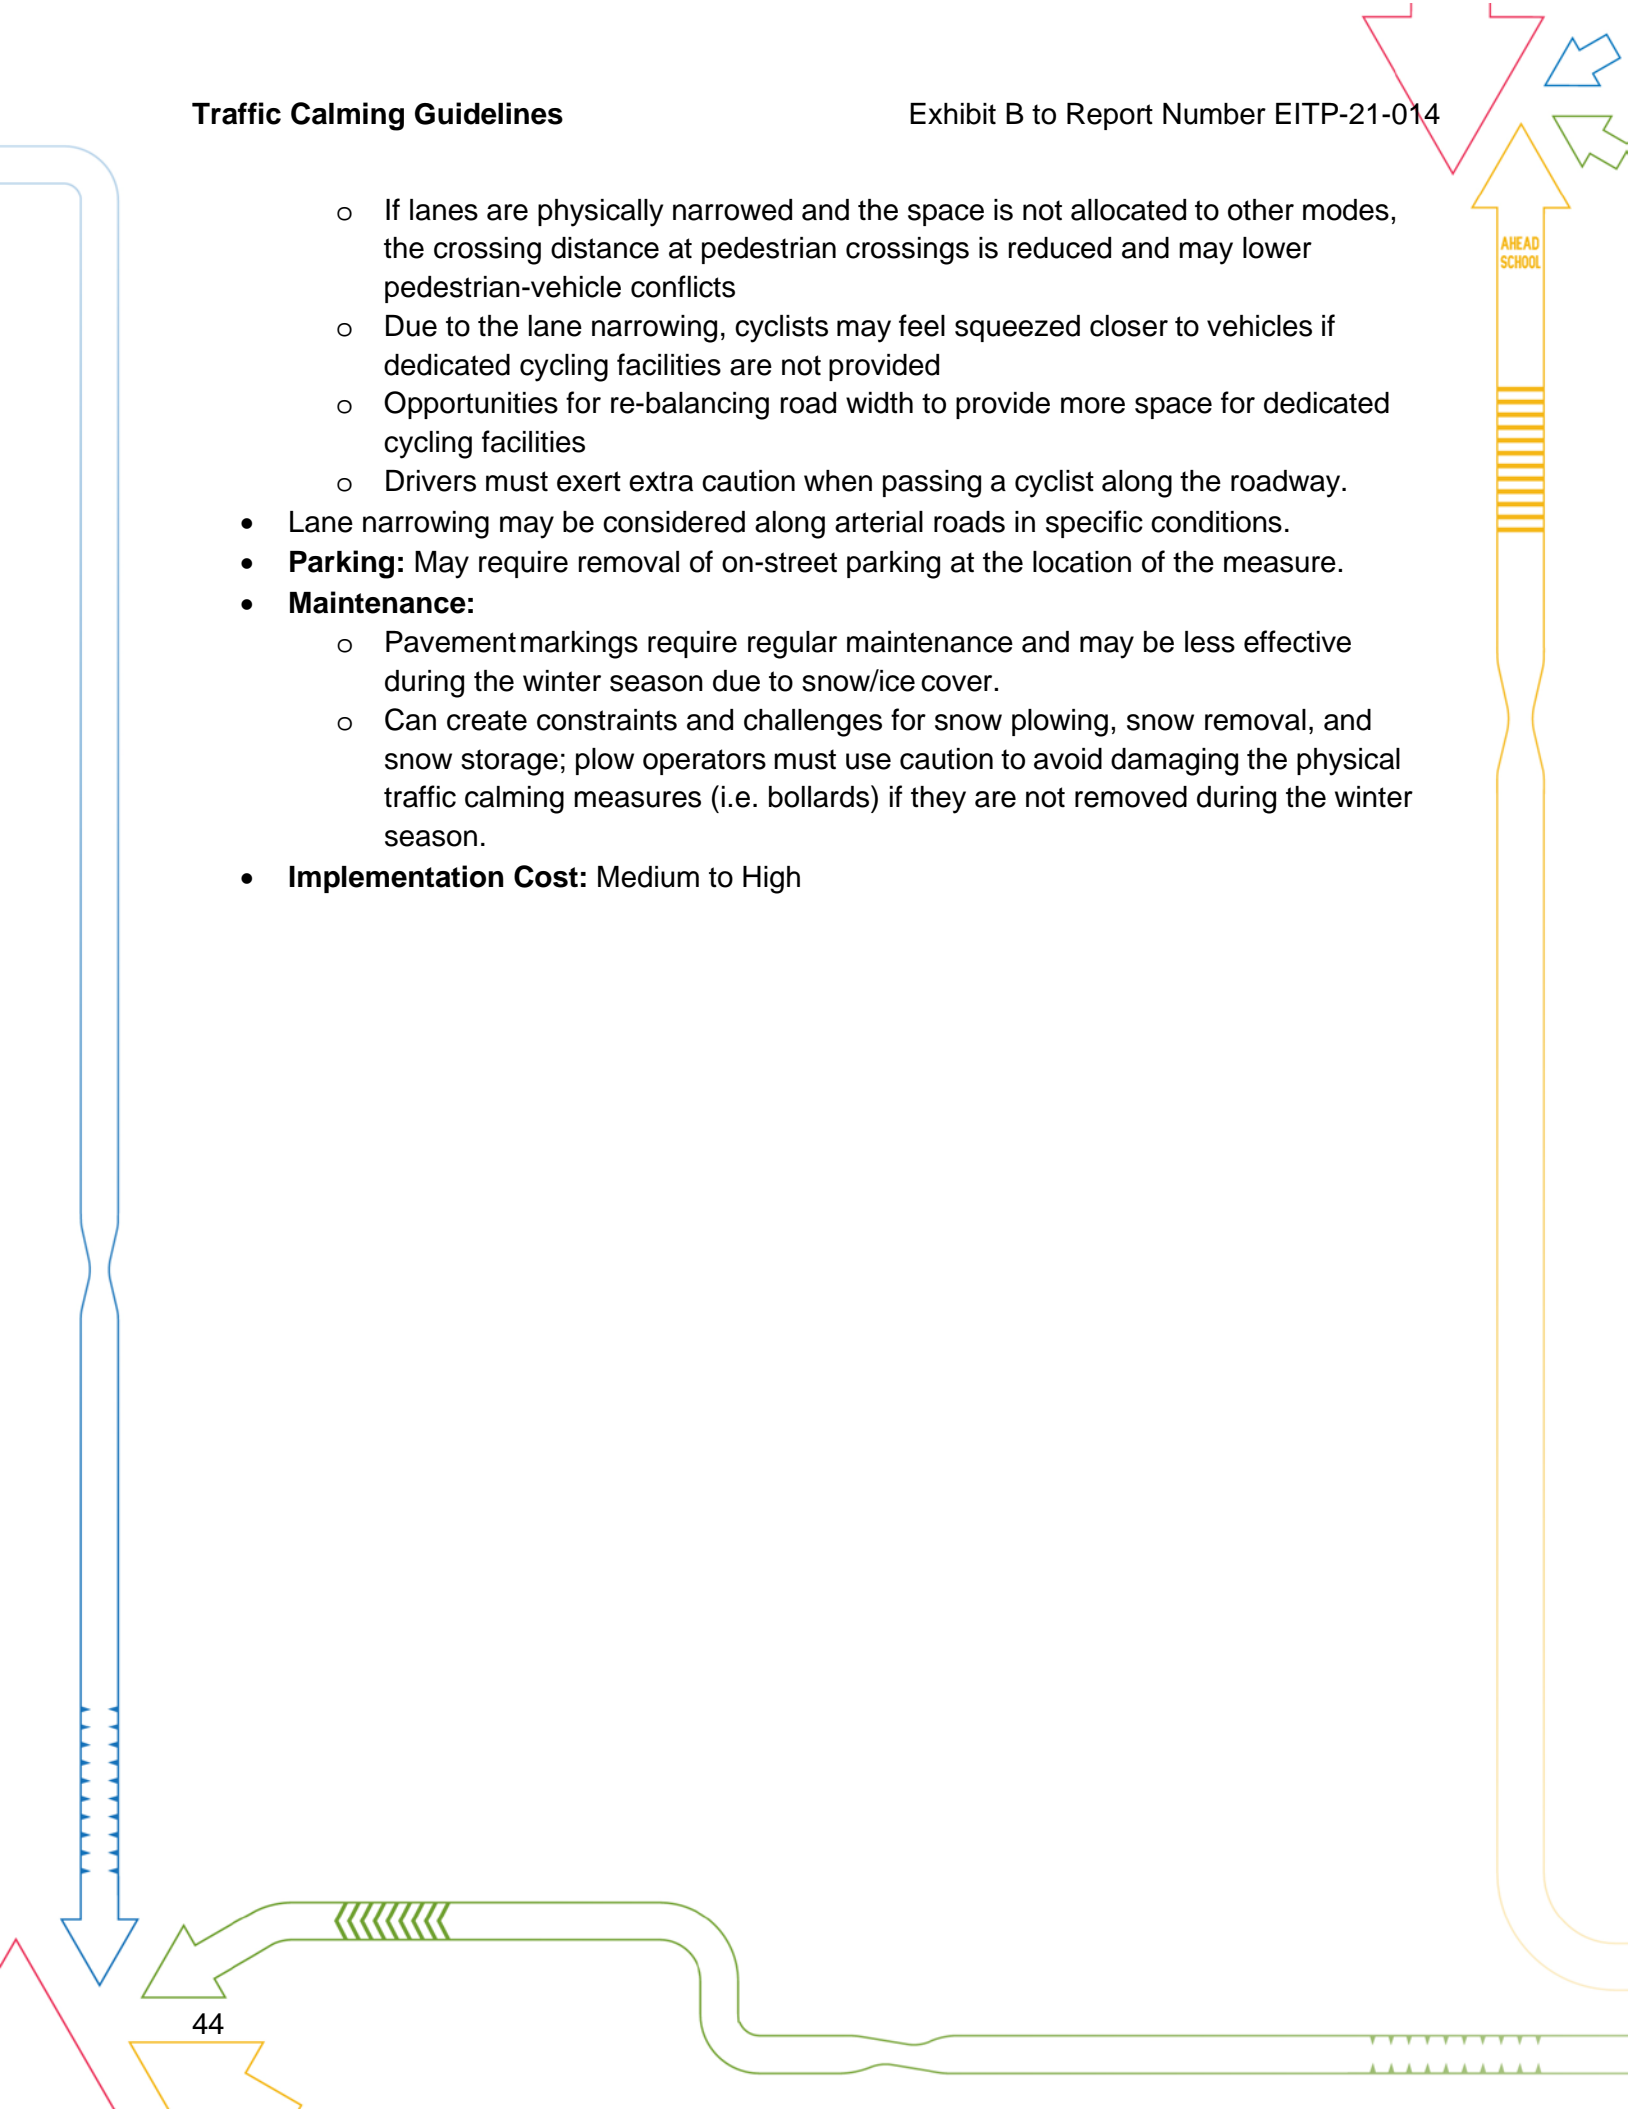 Traffic Calming Guidelines Exhibit B to Report Number EITP-21-014
AHEAD
SCHOOL
o If lanes are physically narrowed and the space is not allocated to other modes,
the crossing distance at pedestrian crossings is reduced and may lower
pedestrian-vehicle conflicts
o Due to the lane narrowing, cyclists may feel squeezed closer to vehicles if
dedicated cycling facilities are not provided
o Opportunities for re-balancing road width to provide more space for dedicated
cycling facilities
o Drivers must exert extra caution when passing a cyclist along the roadway.
• Lane narrowing may be considered along arterial roads in specific conditions.
• Parking: May require removal of on-street parking at the location of the measure.
• Maintenance:
o Pavement markings require regular maintenance and may be less effective
during the winter season due to snow/ice cover.
o Can create constraints and challenges for snow plowing, snow removal, and
snow storage; plow operators must use caution to avoid damaging the physical
traffic calming measures (i.e. bollards) if they are not removed during the winter
season.
• Implementation Cost: Medium to High
44